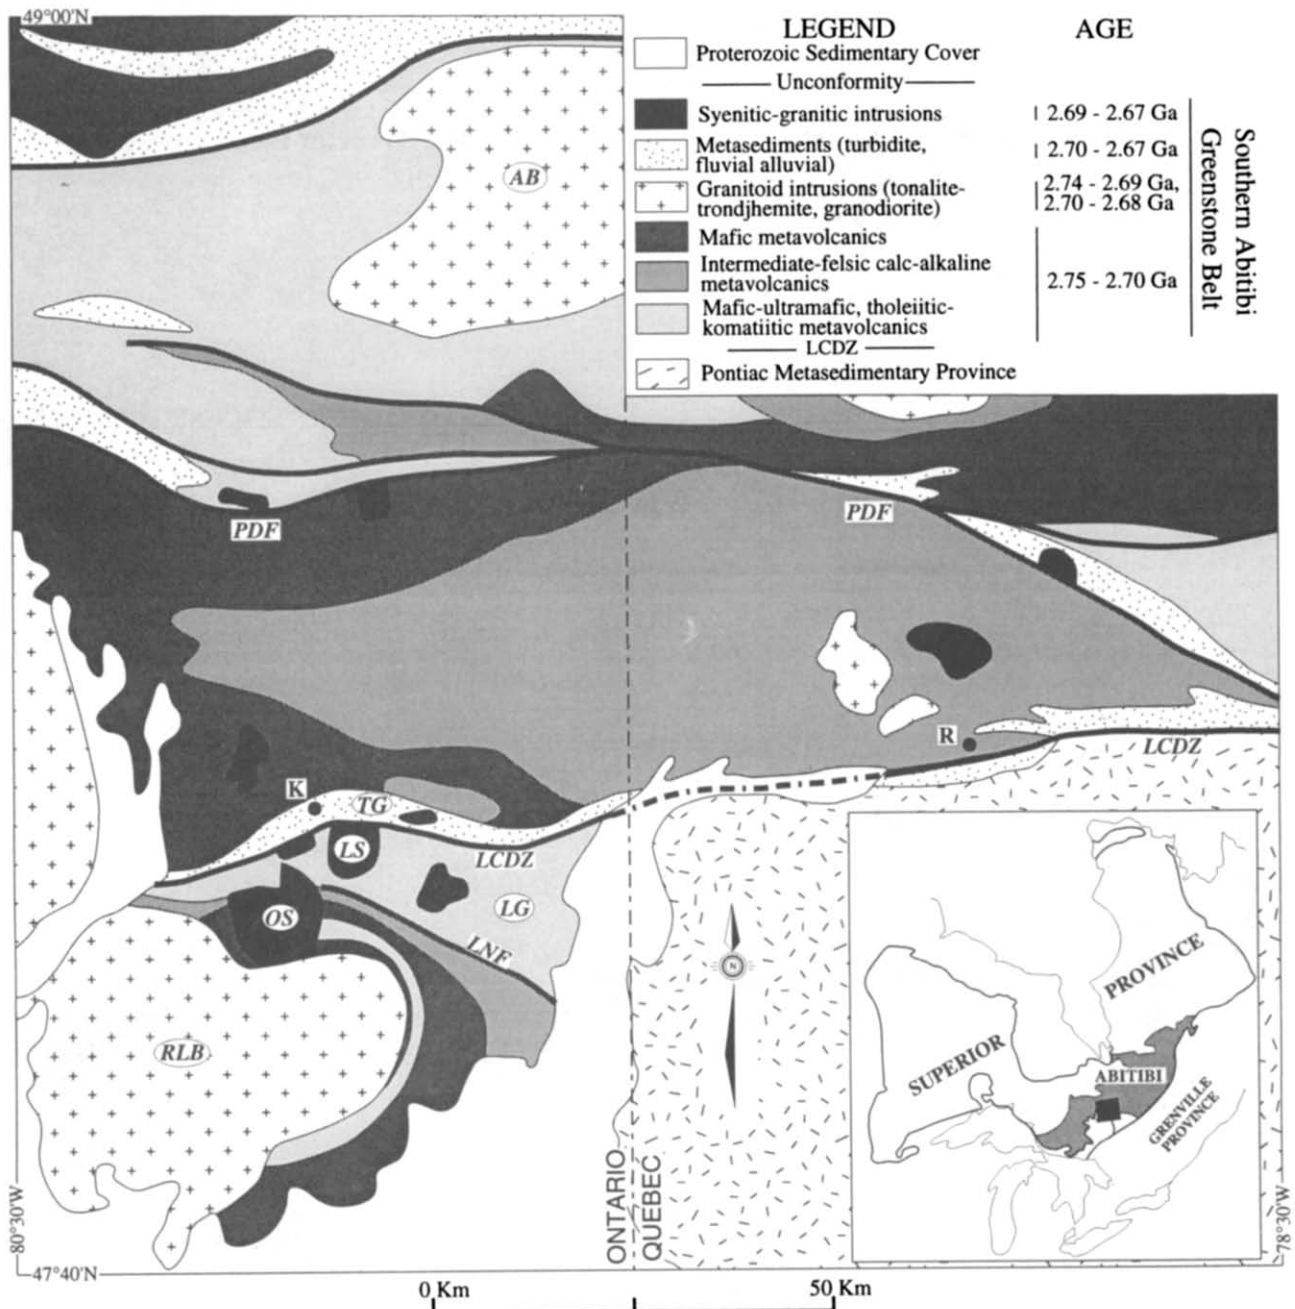 49°00'N
LEGEND
AGE
Proterozoic Sedimentary Cover
Unconformity
Syenitic-granitic intrusions
2.69 - 2.67 Ga
Metasediments (turbidite,
fluvial alluvial)
2.70 - 2.67 Ga
Granitoid intrusions (tonalite-
trondjhemite, granodiorite)
2.74 - 2.69 Ga,
2.70 - 2.68 Ga
Mafic metavolcanics
Intermediate-felsic calc-alkaline
metavolcanics
2.75 - 2.70 Ga
Mafic-ultramafic, tholeiitic-
komatiitic metavolcanics
LCDZ
Pontiac Metasedimentary Province
Southern Abitibi
Greenstone Belt
AB
PDF
PDF
R
LCDZ
K
TG
LS
LCDZ
OS
LG
LNF
N
RLB
SUPERIOR
PROVINCE
ABITIBI
GRENVILLE
PROVINCE
ONTARIO
QUEBEC
80°30'W
78°30'W
47°40'N
0 Km
50 Km